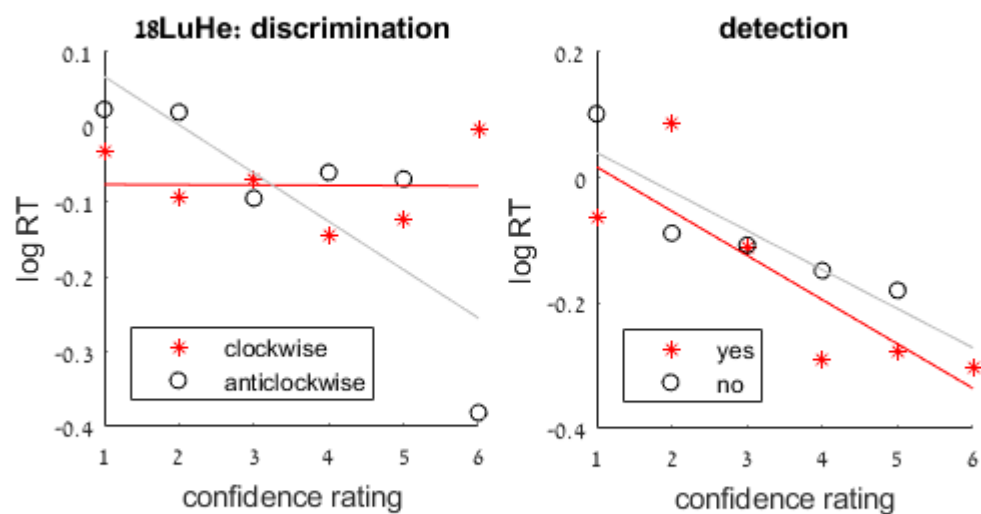 18LuHe: discrimination
0.1
0
-0.1
-0.2
-0.3
-0.4
log RT
clockwise
anticlockwise
1 2 3 4 5 6
confidence rating
detection
0.2
0
-0.2
-0.4
log RT
yes
no
1 2 3 4 5 6
confidence rating